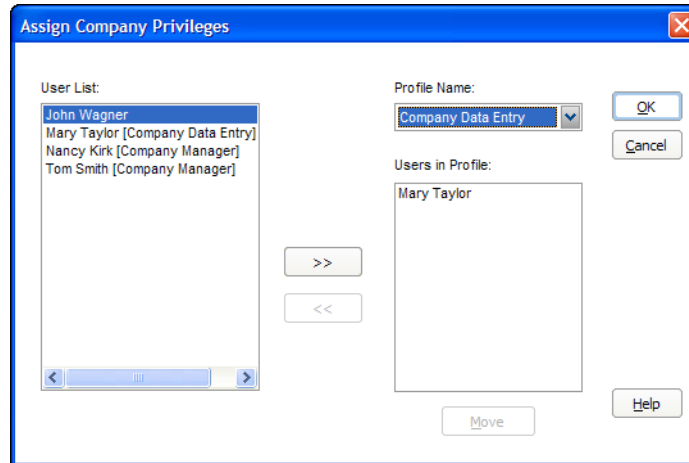 Assign Company Privileges
User List:
John Wagner
Mary Taylor [Company Data Entry]
Nancy Kirk [Company Manager]
Tom Smith [Company Manager]
>>
<<
Profile Name:
Company Data Entry
Users in Profile:
Mary Taylor
Move
OK
Cancel
Help